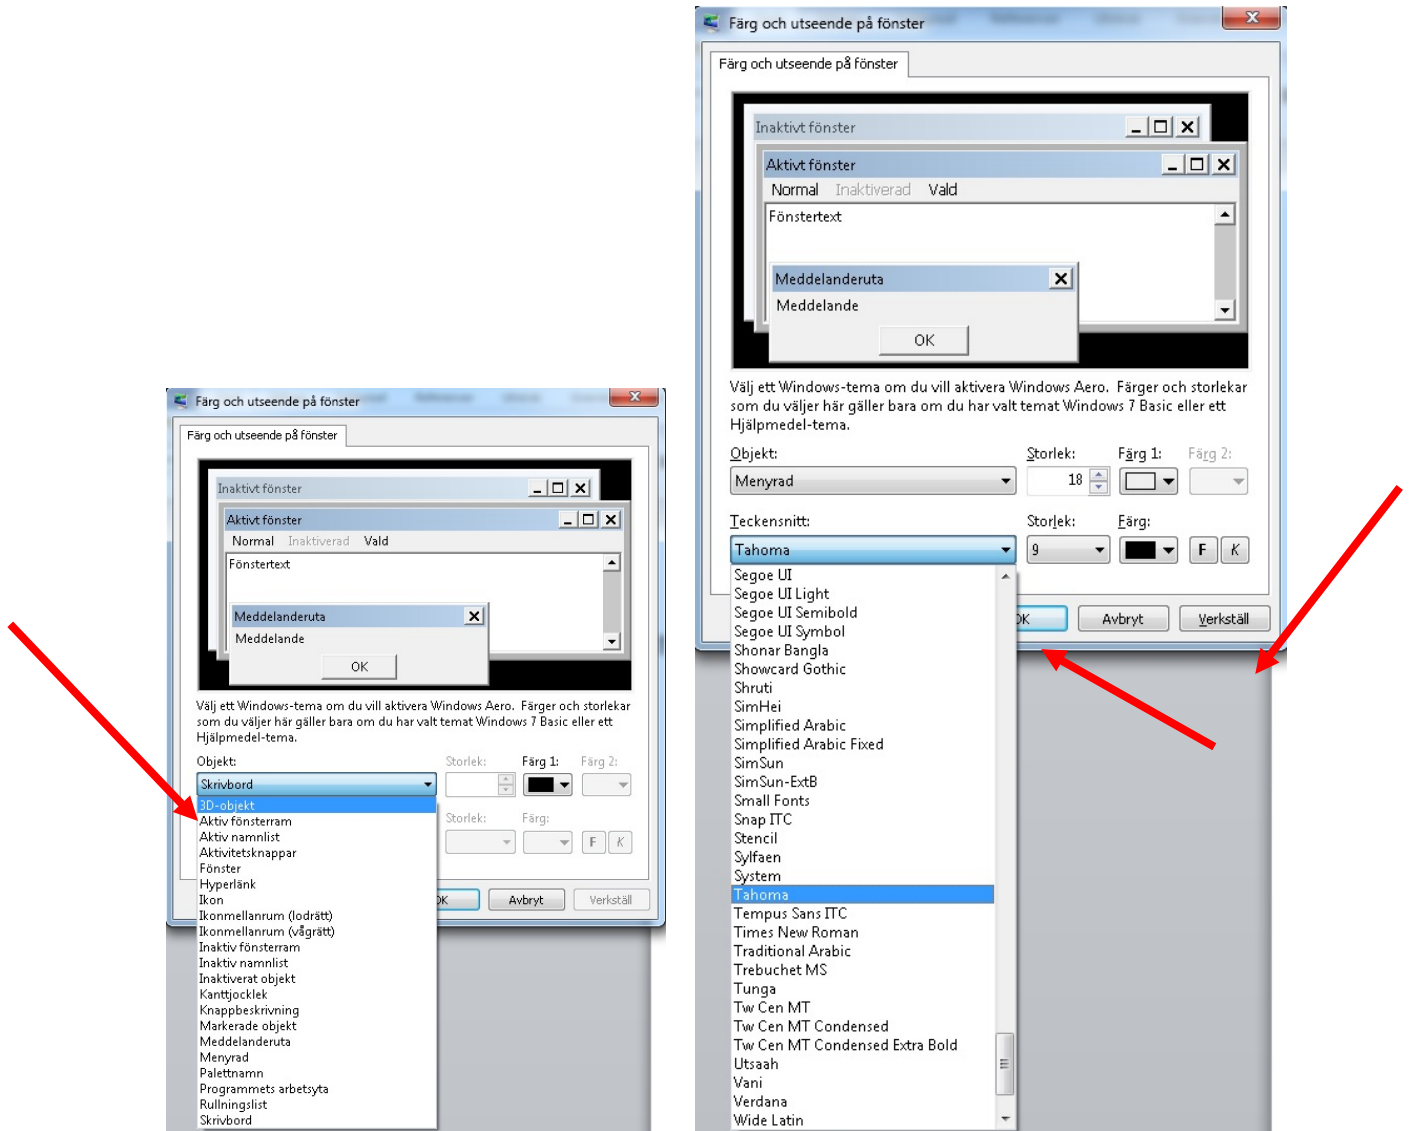 Färg och utseende på fönster
Färg och utseende på fönster
Inaktivt fönster
Aktivt fönster
Normal Inaktiverad Vald
Fönstertext
Meddelanderuta
Meddelande
OK
Välj ett Windows-tema om du vill aktivera Windows Aero. Färger och storlekar
som du väljer här gäller bara om du har valt temat Windows 7 Basic eller ett
Hjälpmedel-tema.
Objekt: Storlek: Färg 1: Färg 2:
Skrivbord
3D-objekt
Aktiv fönsterram
Aktiv namnlist
Aktivitetsknappar
Fönster
Hyperlänk
Ikon
Ikonmellanrum (lodrätt)
Ikonmellanrum (vågrätt)
Inaktiv fönsterram
Inaktiv namnlist
Inaktiverat objekt
Kanttjocklek
Knappbeskrivning
Markerade objekt
Meddelanderuta
Menyrad
Palettnamn
Programmets arbetsyta
Rullningslist
Skrivbord
Storlek: Färg:
F K
OK Avbryt Verkställ
Färg och utseende på fönster
Färg och utseende på fönster
Inaktivt fönster
Aktivt fönster
Normal Inaktiverad Vald
Fönstertext
Meddelanderuta
Meddelande
OK
Välj ett Windows-tema om du vill aktivera Windows Aero. Färger och storlekar
som du väljer här gäller bara om du har valt temat Windows 7 Basic eller ett
Hjälpmedel-tema.
Objekt: Storlek: Färg 1: Färg 2:
Menyrad 18
Teckensnitt: Storlek: Färg:
Tahoma 9 F K
Segoe UI
Segoe UI Light
Segoe UI Semibold
Segoe UI Symbol
Shonar Bangla
Showcard Gothic
Shruti
SimHei
Simplified Arabic
Simplified Arabic Fixed
SimSun
SimSun-ExtB
Small Fonts
Snap ITC
Stencil
Sylfaen
System
Tahoma
Tempus Sans ITC
Times New Roman
Traditional Arabic
Trebuchet MS
Tunga
Tw Cen MT
Tw Cen MT Condensed
Tw Cen MT Condensed Extra Bold
Utsaah
Vani
Verdana
Wide Latin
OK Avbryt Verkställ